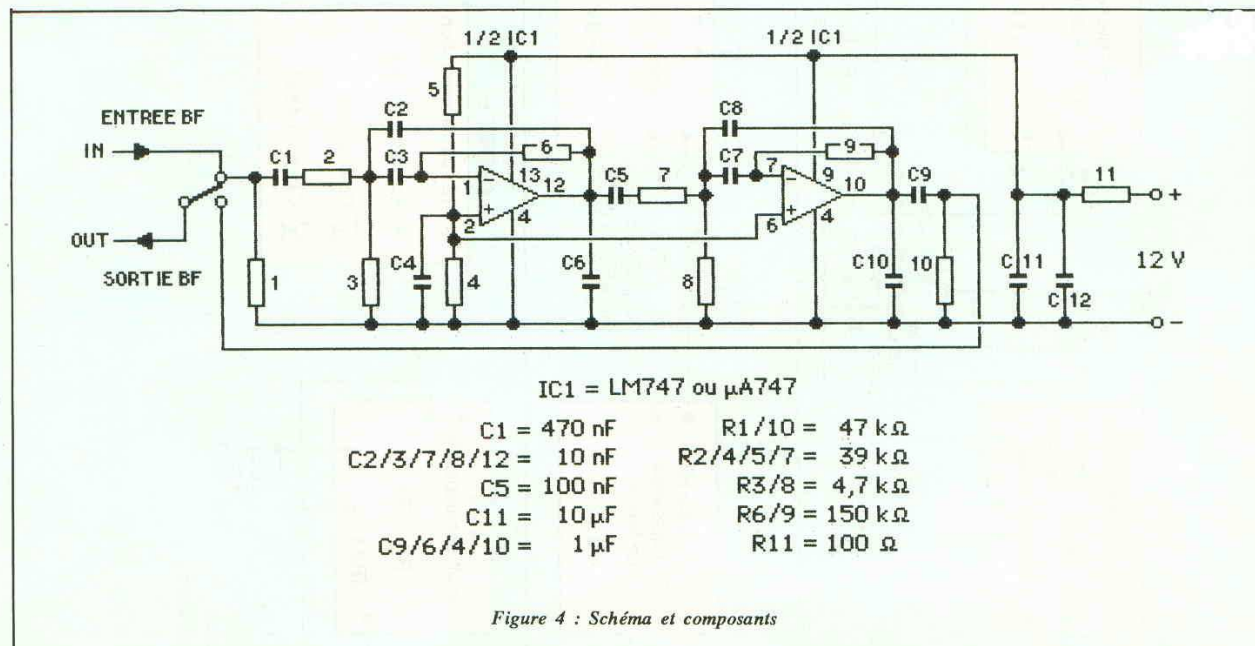 1/2 IC1 1/2 IC1
5
ENTREE BF
C2
C8
IN
C1 2 C3 6
C7 9
1 13 12 C5 7
7 9 10 C9
11 +
+ 2 4
- + 6 4
OUT
SORTIE BF
1 3 C4 4 C6 8 C10 10 C11 C12
12 V
-
IC1 = LM747 ou µA747
C1 = 470 nF R1/10 = 47 kΩ
C2/3/7/8/12 = 10 nF R2/4/5/7 = 39 kΩ
C5 = 100 nF R3/8 = 4,7 kΩ
C11 = 10 µF R6/9 = 150 kΩ
C9/6/4/10 = 1 µF R11 = 100 Ω
Figure 4 : Schéma et composants